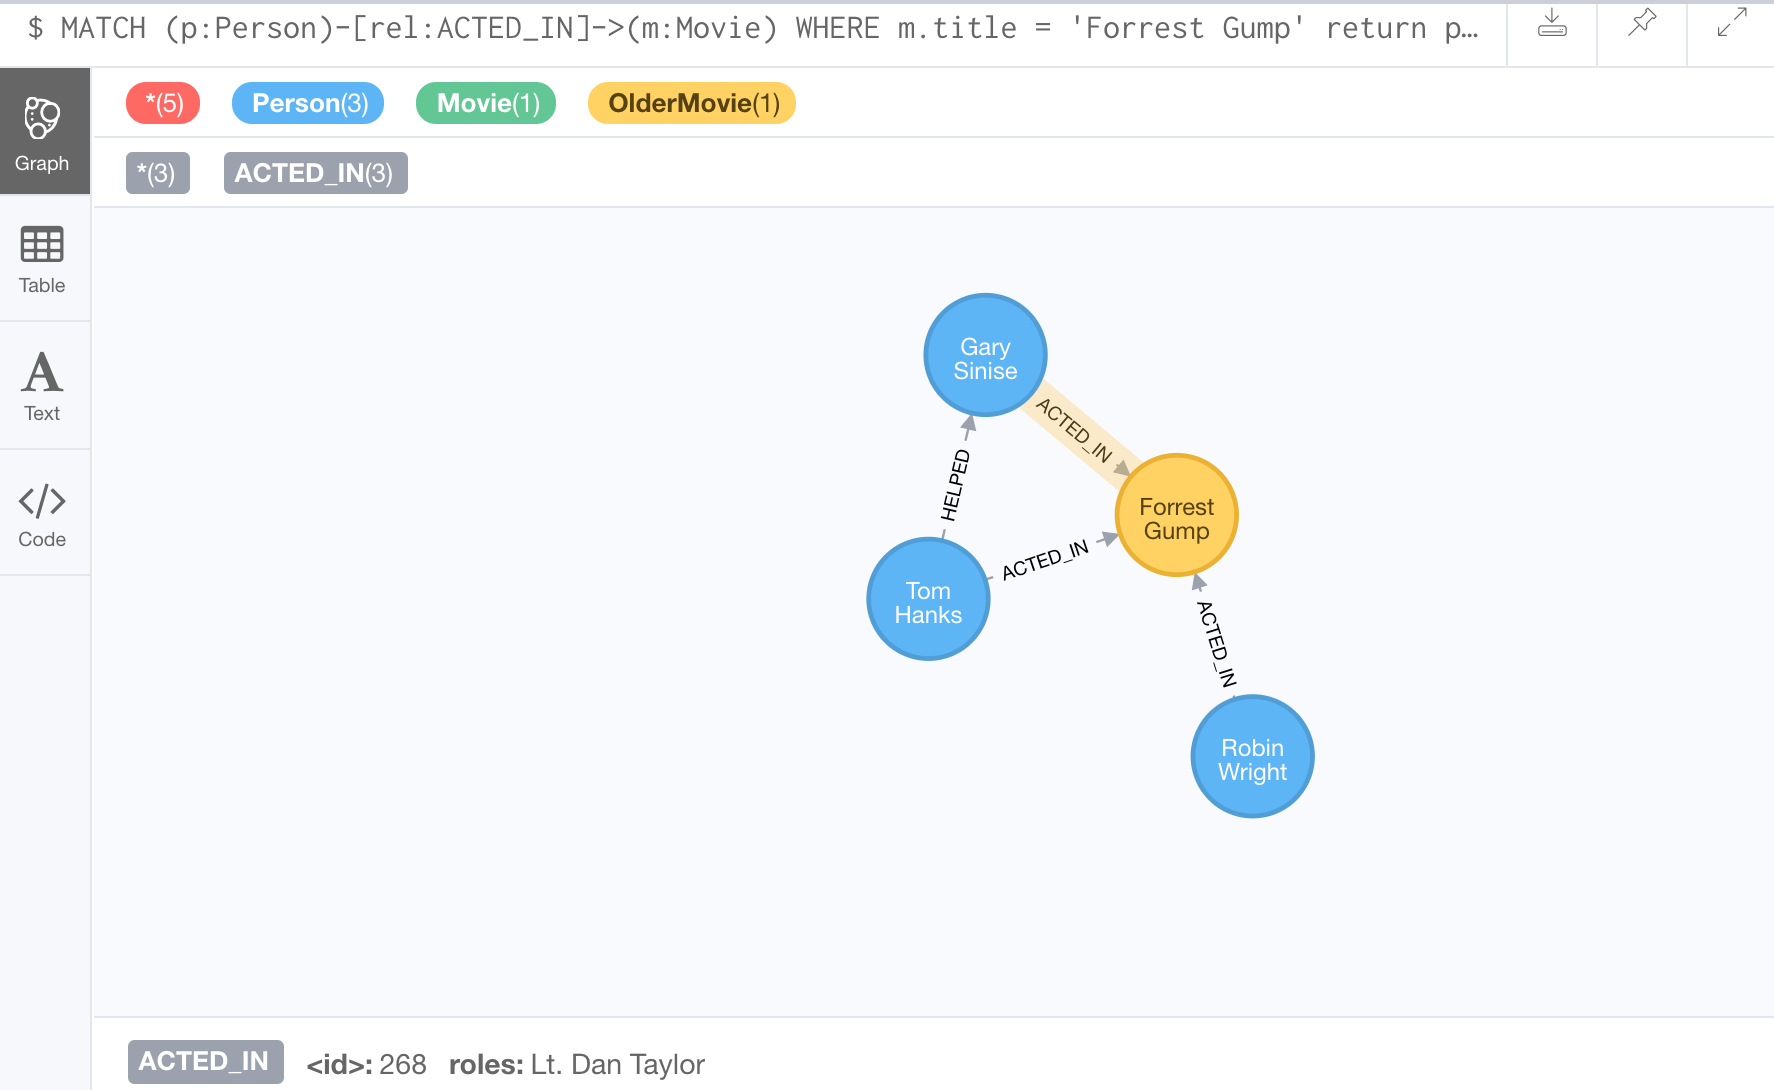 $ MATCH (p:Person)-[rel:ACTED_IN]->(m:Movie) WHERE m.title = 'Forrest Gump' return p…
*(5) Person(3) Movie(1) OlderMovie(1)
*(3) ACTED_IN(3)
Graph
Table
Text
Code
Gary
Sinise
ACTED_IN
HELPED
Forrest
Gump
ACTED_IN
Tom
Hanks
ACTED_IN
Robin
Wright
ACTED_IN <id>: 268 roles: Lt. Dan Taylor